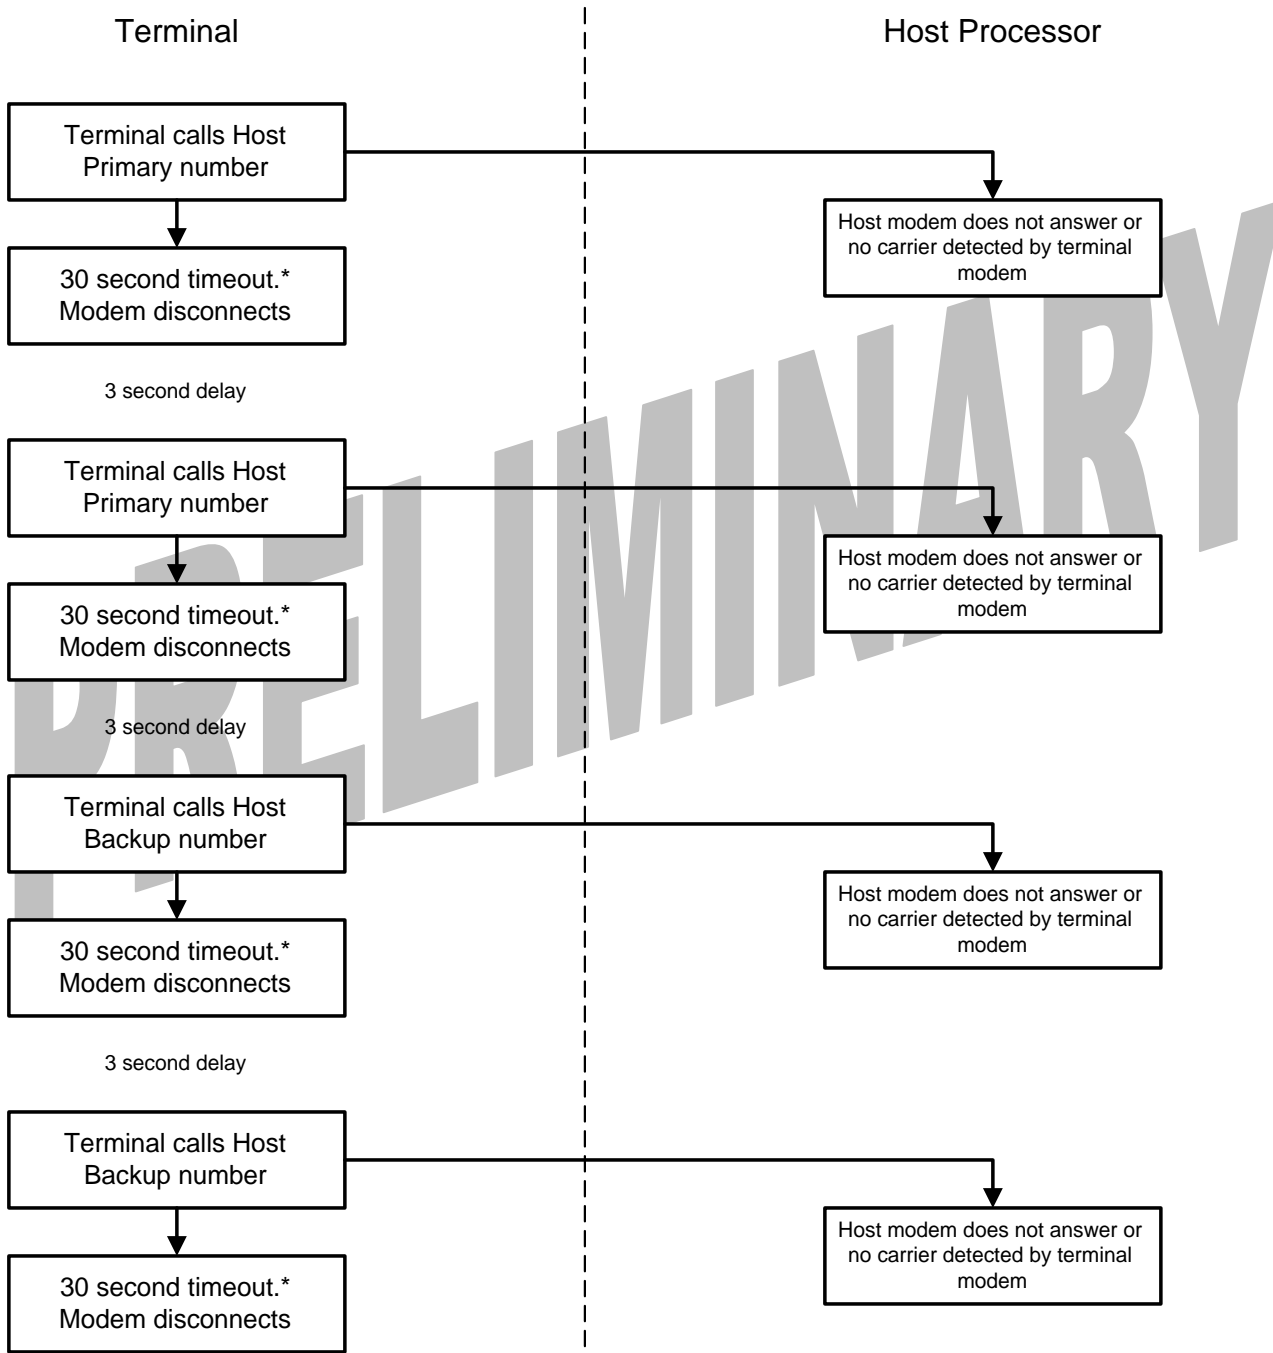 Terminal
Host Processor
Terminal calls Host
Primary number
Host modem does not answer or
no carrier detected by terminal
modem
30 second timeout.*
Modem disconnects
3 second delay
Terminal calls Host
Primary number
Host modem does not answer or
no carrier detected by terminal
modem
30 second timeout.*
Modem disconnects
3 second delay
Terminal calls Host
Backup number
Host modem does not answer or
no carrier detected by terminal
modem
30 second timeout.*
Modem disconnects
3 second delay
Terminal calls Host
Backup number
Host modem does not answer or
no carrier detected by terminal
modem
30 second timeout.*
Modem disconnects
PRELIMINARY